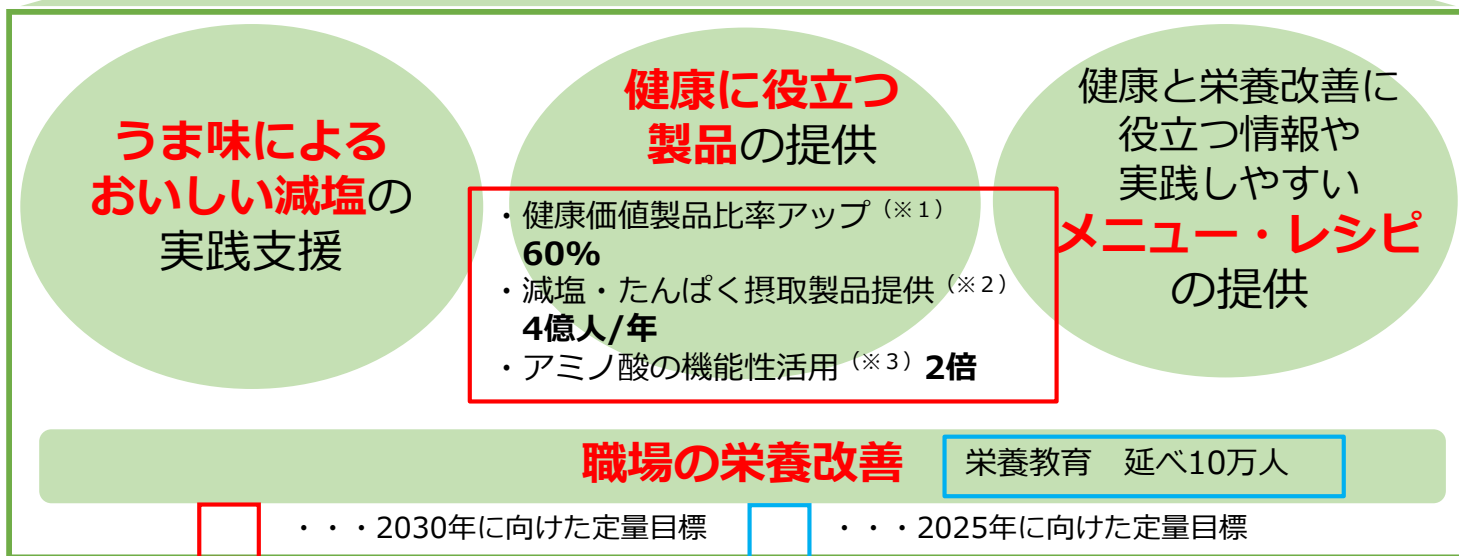 うま味による
おいしい減塩の
実践支援
健康に役立つ
製品の提供
・健康価値製品比率アップ（※１）
60%
・減塩・たんぱく摂取製品提供（※２）
4億人/年
・アミノ酸の機能性活用（※３）2倍
健康と栄養改善に
役立つ情報や
実践しやすい
メニュー・レシピ
の提供
職場の栄養改善
栄養教育　延べ10万人
・・・2030年に向けた定量目標
・・・2025年に向けた定量目標